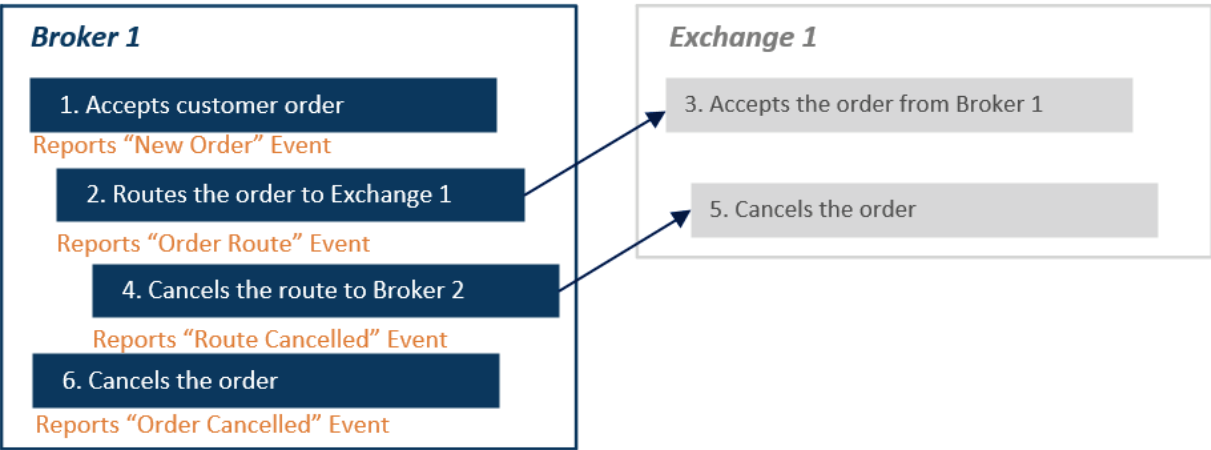 Broker 1
1. Accepts customer order
Reports “New Order” Event
2. Routes the order to Exchange 1
Reports “Order Route” Event
4. Cancels the route to Broker 2
Reports “Route Cancelled” Event
6. Cancels the order
Reports “Order Cancelled” Event
Exchange 1
3. Accepts the order from Broker 1
5. Cancels the order